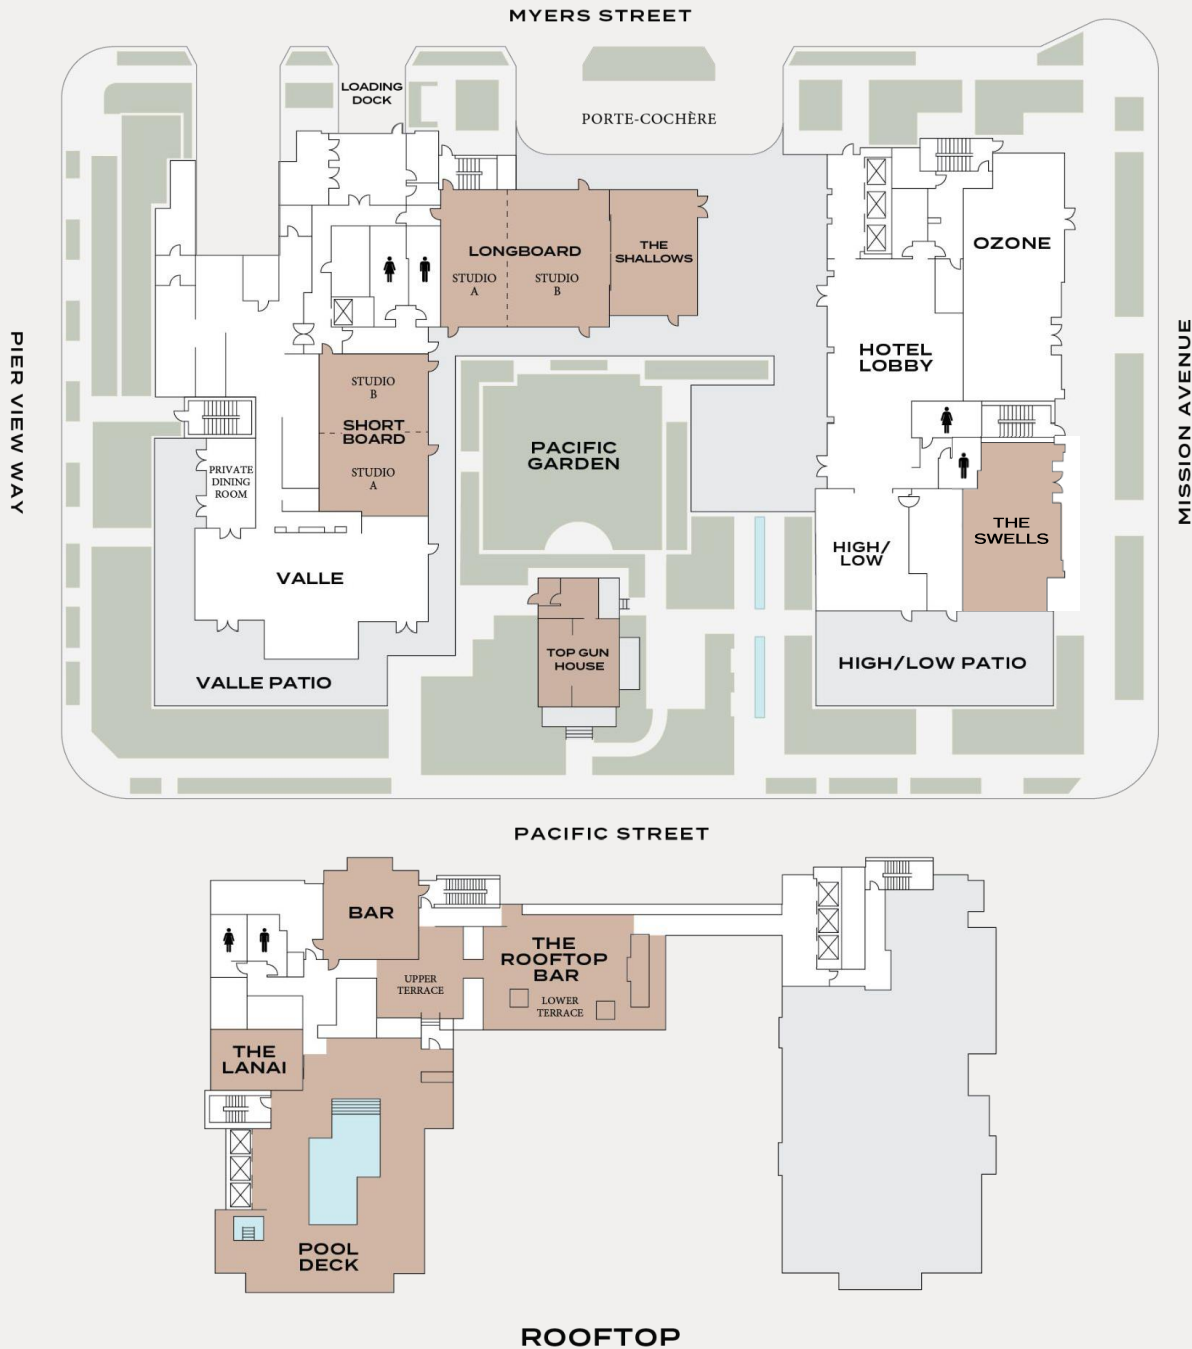 MYERS STREET
LOADING
DOCK
PORTE-COCHÈRE
LONGBOARD
STUDIO
A
STUDIO
B
THE
SHALLOWS
OZONE
HOTEL
LOBBY
PIER VIEW WAY
MISSION AVENUE
STUDIO
B
SHORT
BOARD
STUDIO
A
PRIVATE
DINING
ROOM
PACIFIC
GARDEN
THE
SWELLS
HIGH/
LOW
VALLE
TOP GUN
HOUSE
HIGH/LOW PATIO
VALLE PATIO
PACIFIC STREET
BAR
THE
ROOFTOP
BAR
UPPER
TERRACE
LOWER
TERRACE
THE
LANAI
POOL
DECK
ROOFTOP